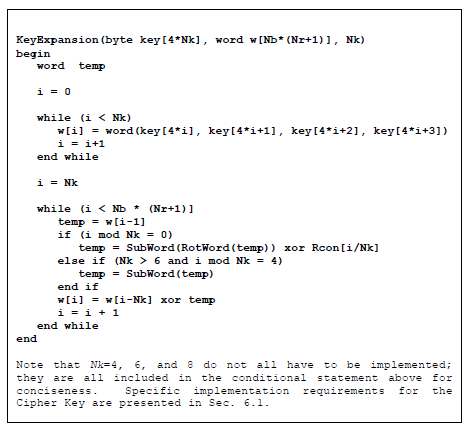 KeyExpansion(byte key[4*Nk], word w[Nb*(Nr+1)], Nk)
begin
word temp
i = 0
while (i < Nk)
w[i] = word(key[4*i], key[4*i+1], key[4*i+2], key[4*i+3])
i = i+1
end while
i = Nk
while (i < Nb * (Nr+1)]
temp = w[i-1]
if (i mod Nk = 0)
temp = SubWord(RotWord(temp)) xor Rcon[i/Nk]
else if (Nk > 6 and i mod Nk = 4)
temp = SubWord(temp)
end if
w[i] = w[i-Nk] xor temp
i = i + 1
end while
end
Note that Nk=4, 6, and 8 do not all have to be implemented;
they are all included in the conditional statement above for
conciseness. Specific implementation requirements for the
Cipher Key are presented in Sec. 6.1.